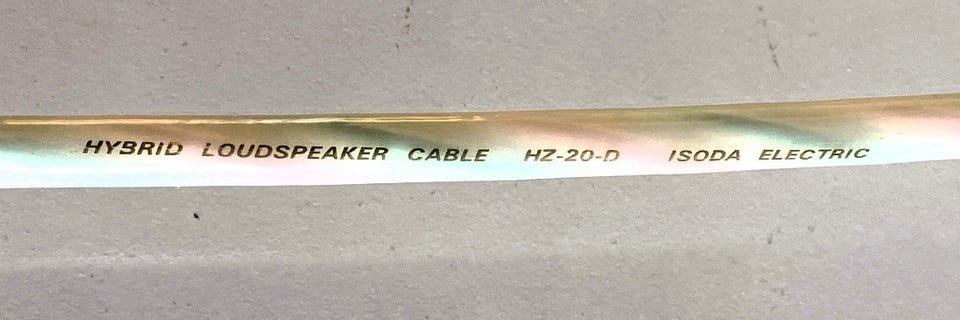 HYBRID LOUDSPEAKER CABLE HZ-20-D ISODA ELECTRIC